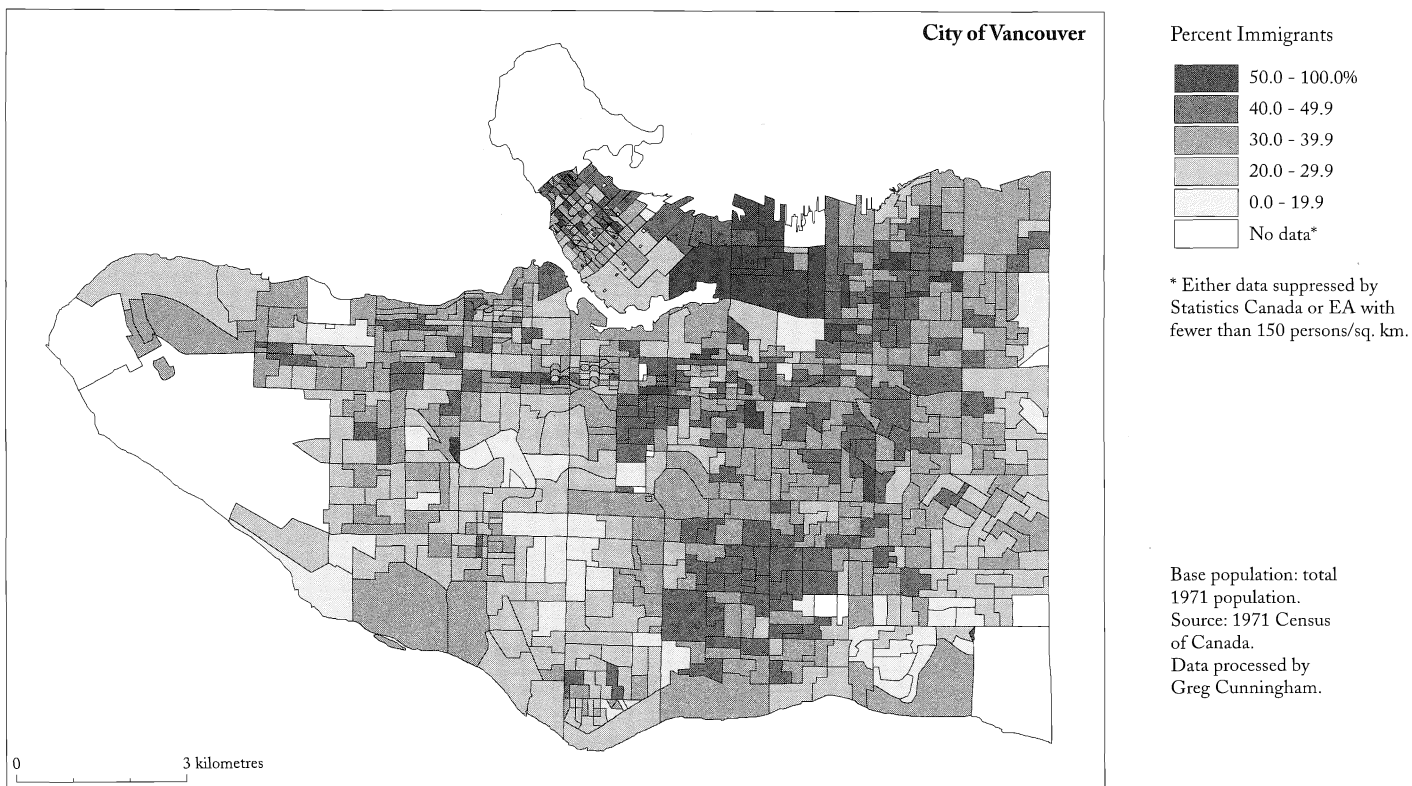 City of Vancouver
Percent Immigrants
50.0 - 100.0%
40.0 - 49.9
30.0 - 39.9
20.0 - 29.9
0.0 - 19.9
No data*
* Either data suppressed by
Statistics Canada or EA with
fewer than 150 persons/sq. km.
Base population: total
1971 population.
Source: 1971 Census
of Canada.
Data processed by
Greg Cunningham.
0 3 kilometres